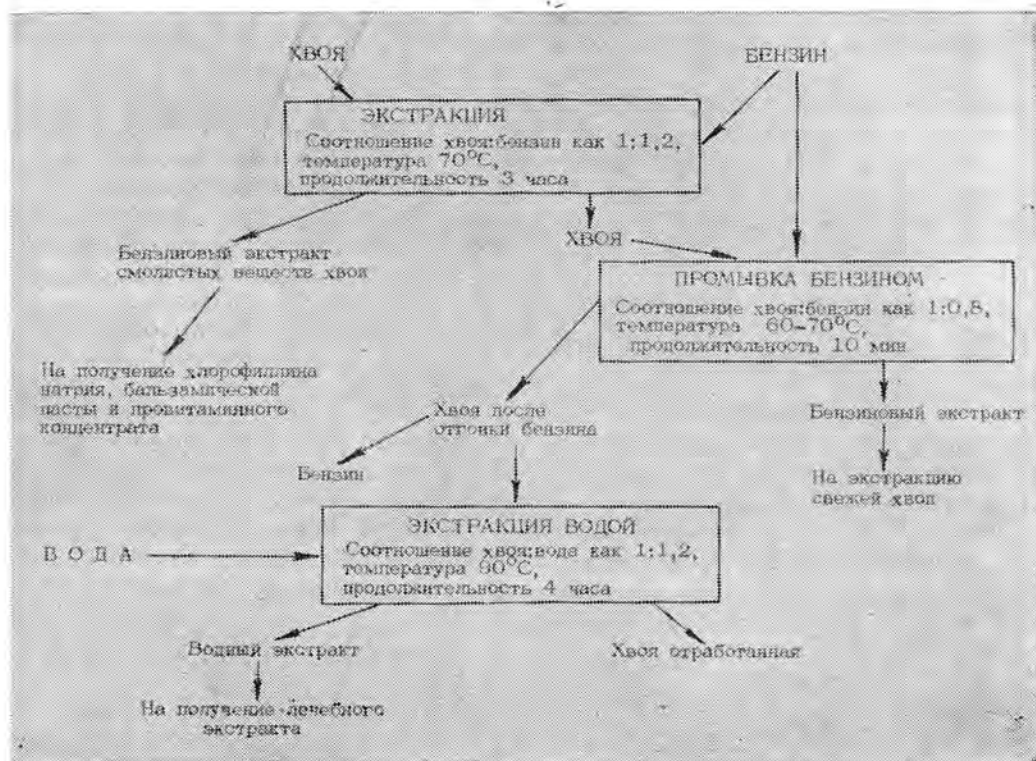 ХВОЯ
БЕНЗИН
ЭКСТРАКЦИЯ
Соотношение хвоя:бензин как 1:1,2,
температура 70°С,
продолжительность 3 часа
Бензиновый экстракт
смолистых веществ хвои
ХВОЯ
ПРОМЫВКА БЕНЗИНОМ
Соотношение хвоя:бензин как 1:0,8,
температура 60-70°С,
продолжительность 10 мин
На получение хлорофиллина
натрия, бальзамической
пасты и провитаминного
концентрата
Хвоя после
отгонки бензина
Бензиновый экстракт
Бензин
На экстракцию
свежей хвои
ЭКСТРАКЦИЯ ВОДОЙ
ВОДА
Соотношение хвоя:вода как 1:1,2,
температура 90°С,
продолжительность 4 часа
Водный экстракт
Хвоя отработанная
На получение лечебного
экстракта